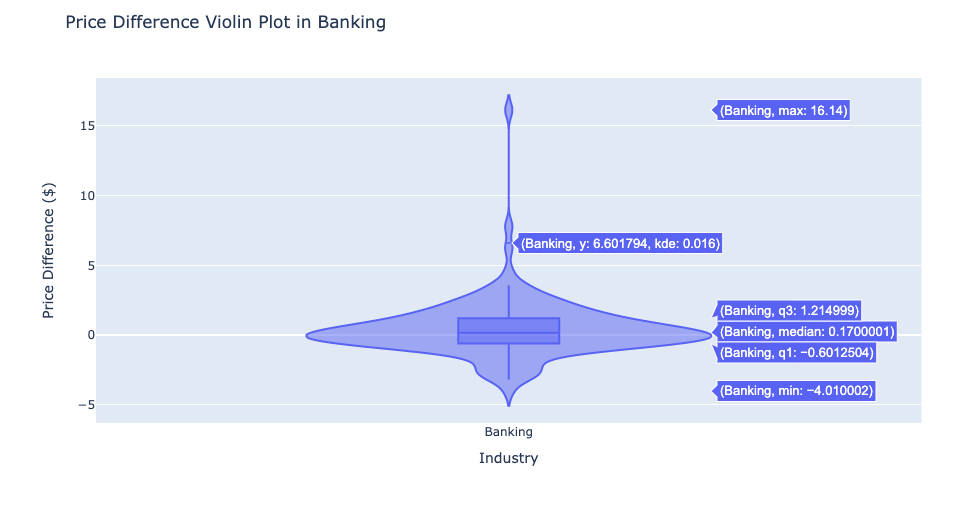 Price Difference Violin Plot in Banking
(Banking, max: 16.14)
15
10
(Banking, y: 6.601794, kde: 0.016)
5
(Banking, q3: 1.214999)
0
(Banking, median: 0.1700001)
(Banking, q1: −0.6012504)
(Banking, min: −4.010002)
−5
Price Difference ($)
Banking
Industry